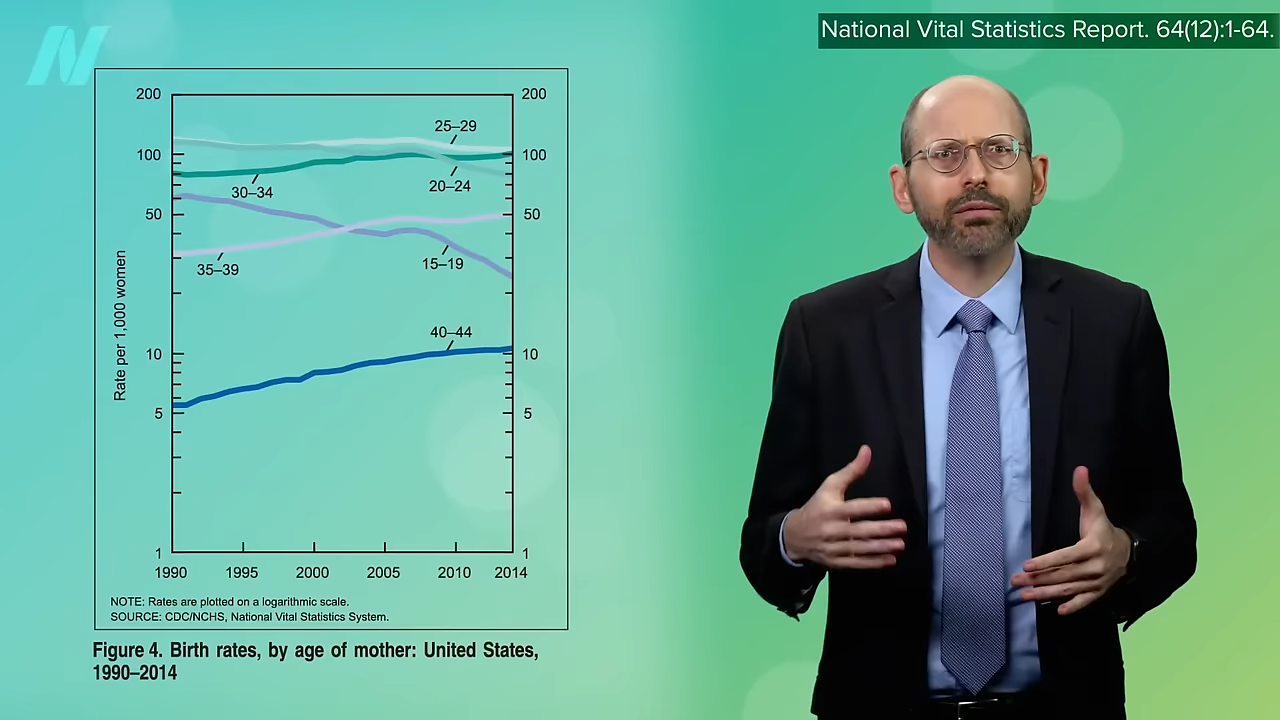 National Vital Statistics Report. 64(12):1-64.
N
200 200
25–29
100 100
30–34 20–24
50 50
35–39 15–19
Rate per 1,000 women
40–44
10 10
5 5
1 1
1990 1995 2000 2005 2010 2014
NOTE: Rates are plotted on a logarithmic scale.
SOURCE: CDC/NCHS, National Vital Statistics System.
Figure 4. Birth rates, by age of mother: United States,
1990–2014